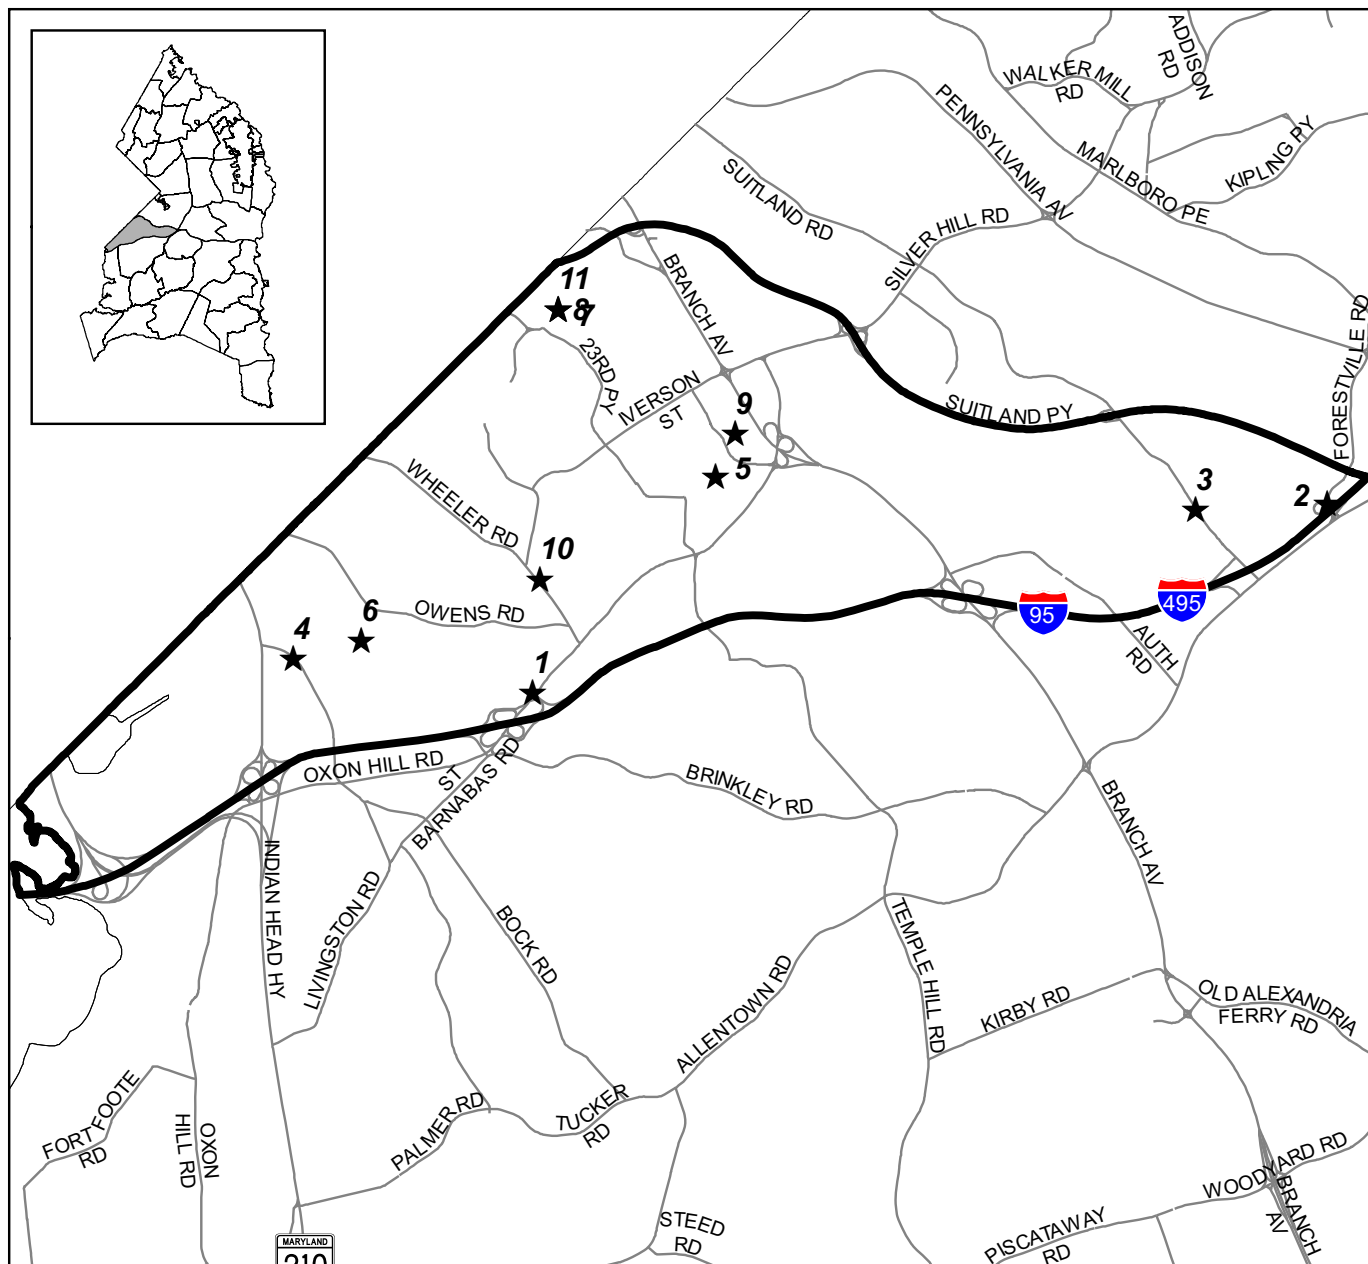 ADDISON
RD
WALKER MILL
RD
PENNSYLVANIA AV
MARLBORO PE
KIPLING PY
SUITLAND RD
SILVER HILL RD
BRANCH AV
11
8
7
23RD PY
IVERSON
ST
FORESTVILLE RD
SUITLAND PY
9
5
3
2
WHEELER RD
10
6
OWENS RD
4
1
95
495
AUTH
RD
OXON HILL RD
ST
BARNABAS RD
BRINKLEY RD
BRANCH AV
INDIAN HEAD HY
LIVINGSTON RD
BOCK RD
TEMPLE HILL RD
ALLENTOWN RD
KIRBY RD
OLD ALEXANDRIA
FERRY RD
FORT FOOTE
RD
OXON
HILL RD
PALMER RD
TUCKER
RD
WOODYARD RD
BRANCH
AV
STEED
RD
PISCATAWAY
RD
MARYLAND
210